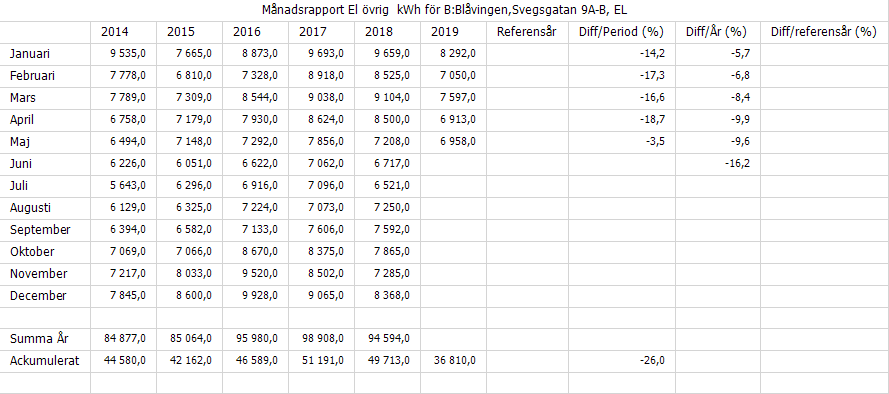 Månadsrapport El övrig kWh för B:Blåvingen,Svegsgatan 9A-B, EL
2014 2015 2016 2017 2018 2019 Referensår Diff/Period (%) Diff/År (%) Diff/referensår (%)
Januari 9 535,0 7 665,0 8 873,0 9 693,0 9 659,0 8 292,0 -14,2 -5,7
Februari 7 778,0 6 810,0 7 328,0 8 918,0 8 525,0 7 050,0 -17,3 -6,8
Mars 7 789,0 7 309,0 8 544,0 9 038,0 9 104,0 7 597,0 -16,6 -8,4
April 6 758,0 7 179,0 7 930,0 8 624,0 8 500,0 6 913,0 -18,7 -9,9
Maj 6 494,0 7 148,0 7 292,0 7 856,0 7 208,0 6 958,0 -3,5 -9,6
Juni 6 226,0 6 051,0 6 622,0 7 062,0 6 717,0 -16,2
Juli 5 643,0 6 296,0 6 916,0 7 096,0 6 521,0
Augusti 6 129,0 6 325,0 7 224,0 7 073,0 7 250,0
September 6 394,0 6 582,0 7 133,0 7 606,0 7 592,0
Oktober 7 069,0 7 066,0 8 670,0 8 375,0 7 865,0
November 7 217,0 8 033,0 9 520,0 8 502,0 7 285,0
December 7 845,0 8 600,0 9 928,0 9 065,0 8 368,0
Summa År 84 877,0 85 064,0 95 980,0 98 908,0 94 594,0
Ackumulerat 44 580,0 42 162,0 46 589,0 51 191,0 49 713,0 36 810,0 -26,0